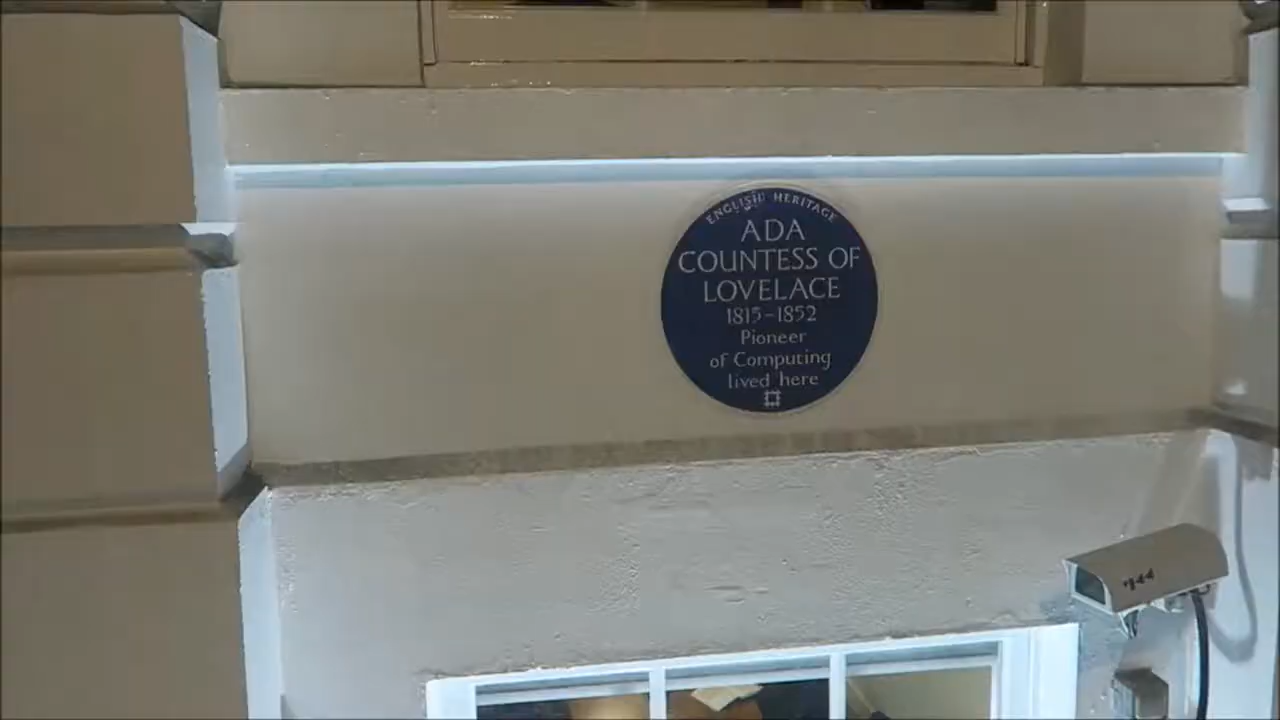 ENGLISH HERITAGE
ADA
COUNTESS OF
LOVELACE
1815-1852
Pioneer
of Computing
lived here